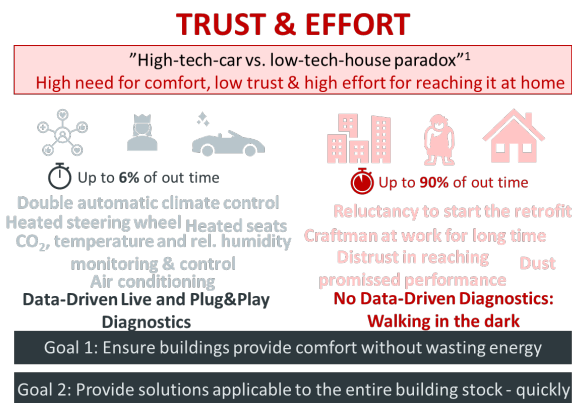 TRUST & EFFORT
”High-tech-car vs. low-tech-house paradox”1
High need for comfort, low trust & high effort for reaching it at home
Up to 6% of out time
Double automatic climate control
Heated steering wheel Heated seats
CO2, temperature and rel. humidity
monitoring & control
Air conditioning
Data-Driven Live and Plug&Play
Diagnostics
Up to 90% of out time
Reluctancy to start the retrofit
Craftman at work for long time
Distrust in reaching
promissed performance
Dust
No Data-Driven Diagnostics:
Walking in the dark
Goal 1: Ensure buildings provide comfort without wasting energy
Goal 2: Provide solutions applicable to the entire building stock - quickly